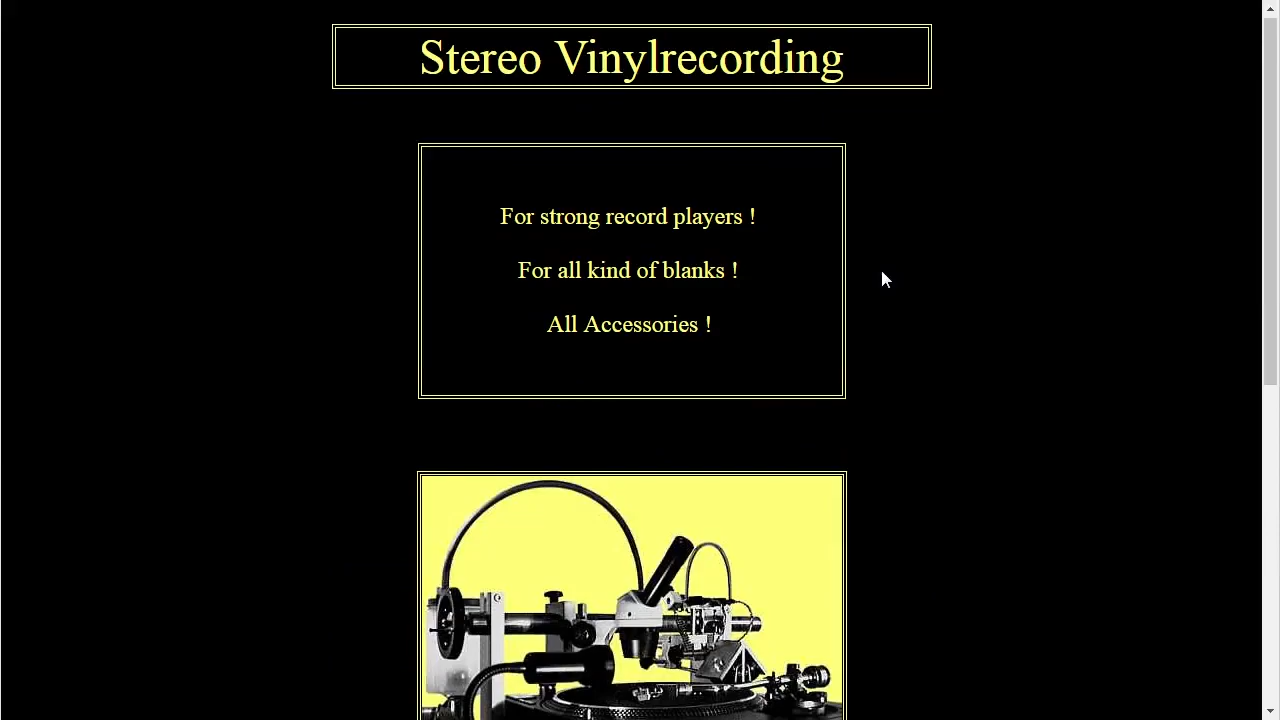 Stereo Vinylrecording
For strong record players !
For all kind of blanks !
All Accessories !